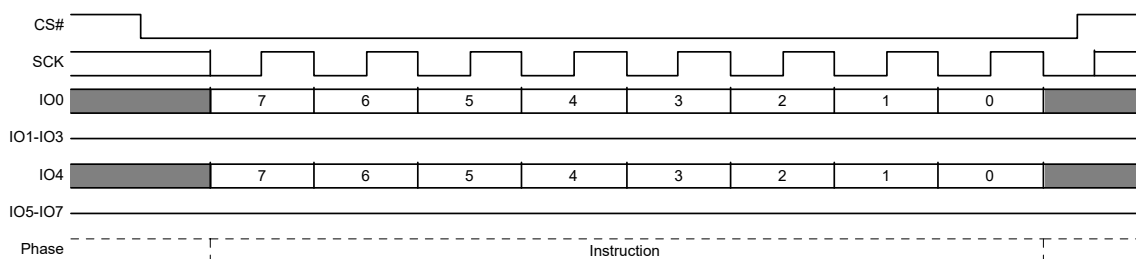 CS#
SCK
IO0 7 6 5 4 3 2 1 0
IO1-IO3
IO4 7 6 5 4 3 2 1 0
IO5-IO7
Phase Instruction